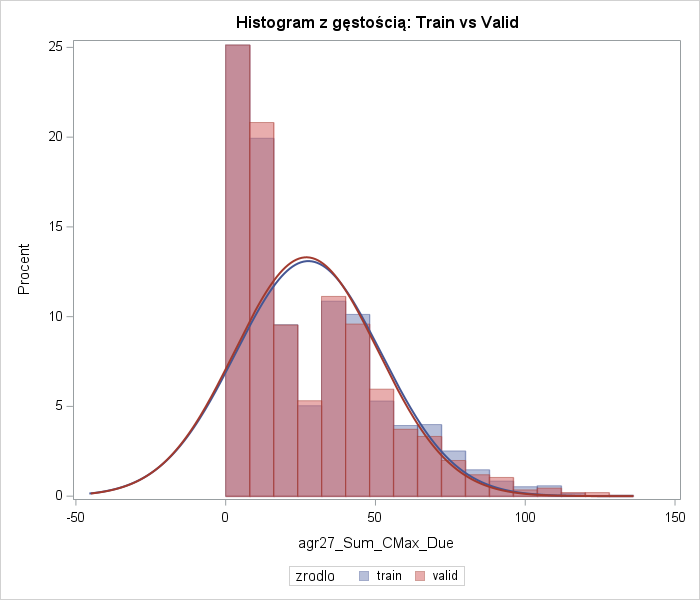 Histogram z gęstością: Train vs Valid
25
20
15
10
5
0
Procent
-50
0
50
100
150
agr27_Sum_CMax_Due
zrodlo train valid